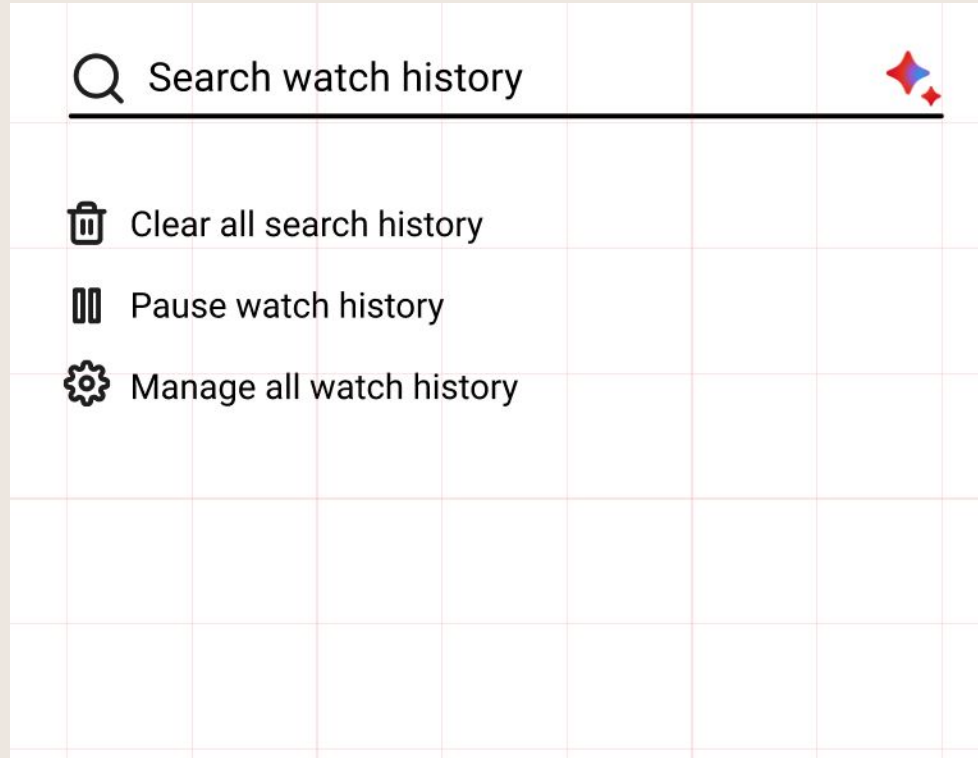 Search watch history
Clear all search history
Pause watch history
Manage all watch history